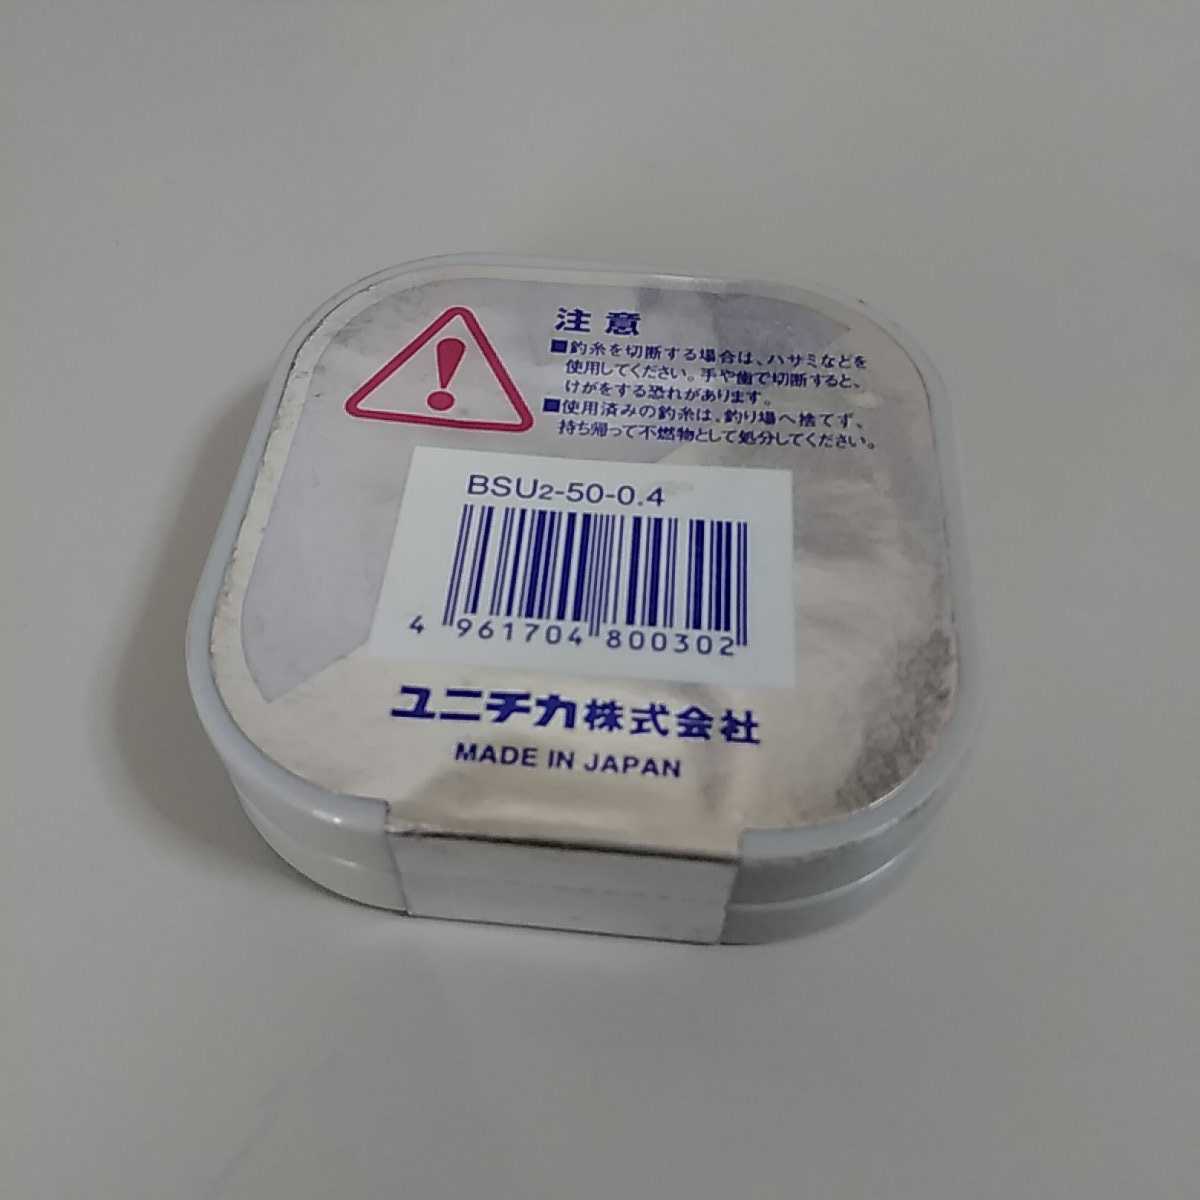 注意
■釣糸を切断する場合は、ハサミなどを
使用してください。手や歯で切断すると、
けがをする恐れがあります。
■使用済みの釣糸は、釣り場へ捨てず、
持ち帰って不燃物として処分してください。
BSU2-50-0.4
4 961704 800302
ユニチカ株式会社
MADE IN JAPAN